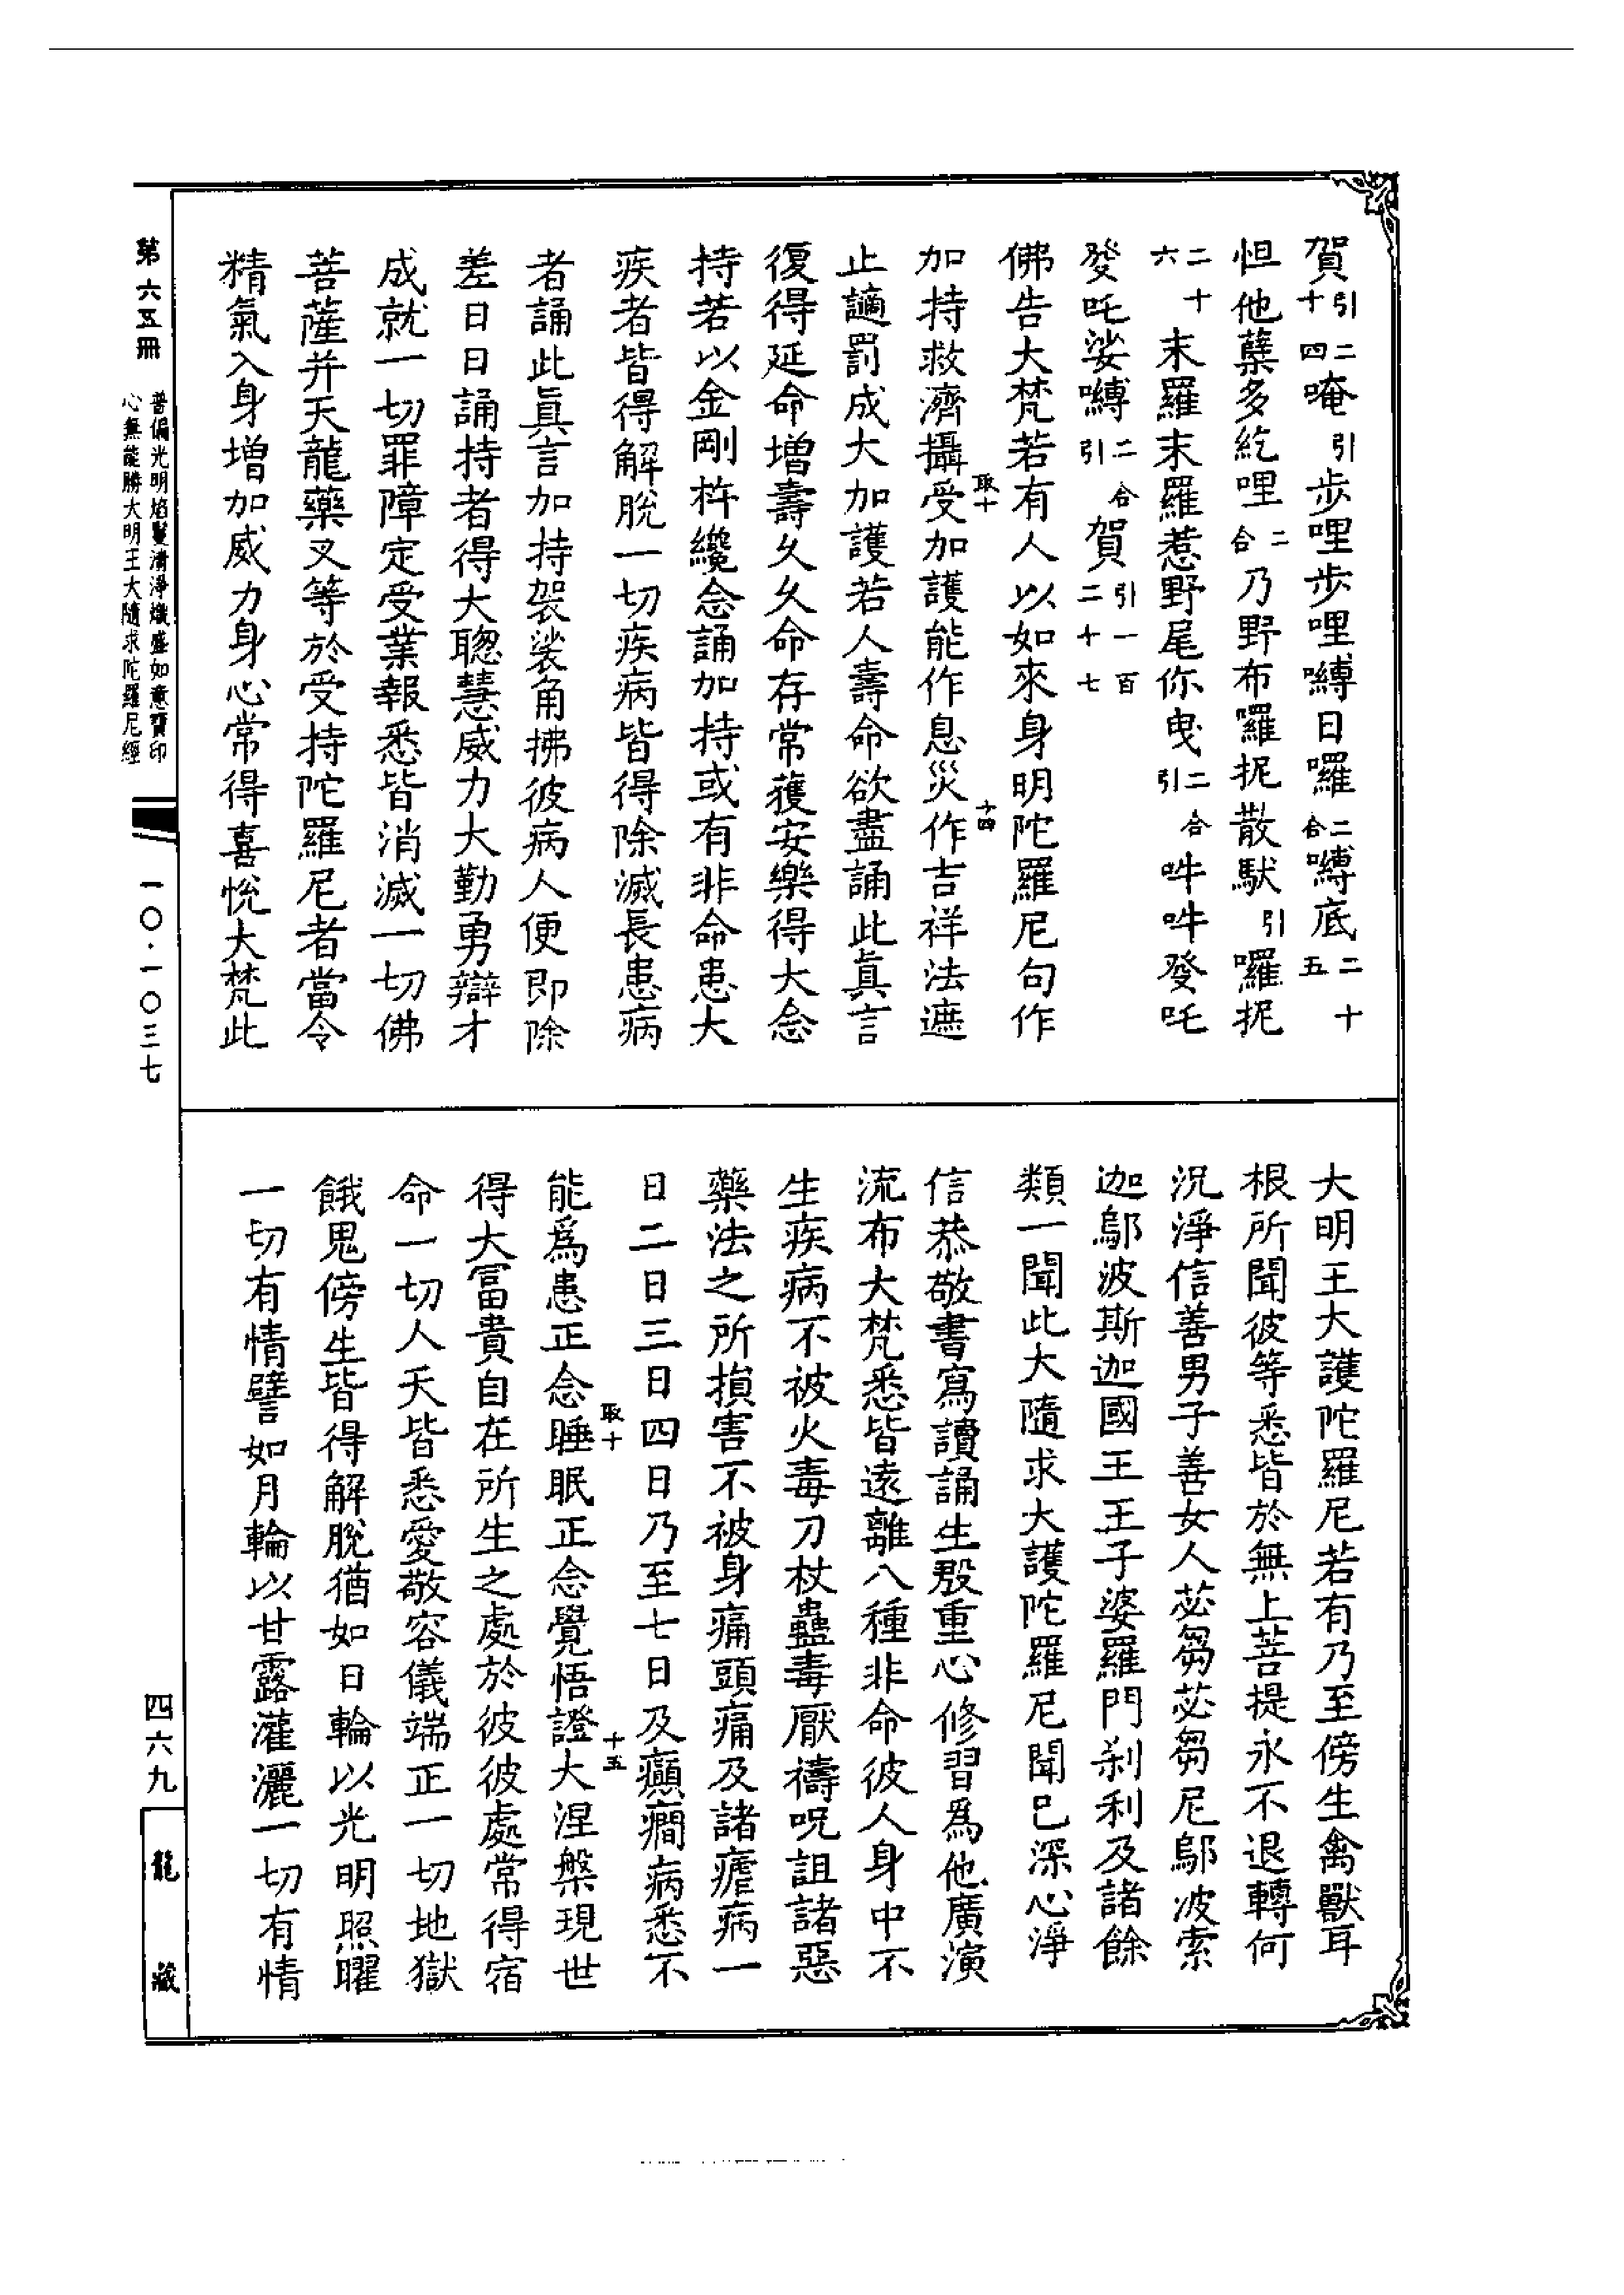 賀引二十四唵引步哩步哩嚩日囉二合嚩底二十五
怛他蘖多紇哩二合乃野布囉抳散馱引囉抳
二十六末羅末羅惹野尾你曳二合引吽吽發吒
發吒娑嚩二合引賀引一百二十七
佛告大梵若有人以如來身明陀羅尼句作
加持救濟攝受加護能作息災作吉祥法遮
止讁罰成大加護若人壽命欲盡誦此眞言
復得延命增壽久久命存常獲安樂得大念
持若以金剛杵纔念誦加持或有非命患大
疾者皆得解脫一切疾病皆得除滅長患病
者誦此眞言加持袈裟角拂彼病人便即除
差日日誦持者得大聰慧威力大勤勇辯才
成就一切罪障定受業報悉皆消滅一切佛
菩薩并天龍藥叉等於受持陀羅尼者當令
精氣入身增加威力身心常得喜悅大梵此
大明王大護陀羅尼若有乃至傍生禽獸耳
根所聞彼等悉皆於無上菩提永不退轉何
況淨信善男子善女人苾芻苾芻尼鄔波索
迦鄔波斯迦國王王子婆羅門剎利及諸餘
類一聞此大隨求大護陀羅尼聞已深心淨
信恭敬書寫讀誦生殷重心修習爲他廣演
流布大梵悉皆遠離八種非命彼人身中不
生疾病不被火毒刀杖蠱毒厭禱呪詛諸惡
藥法之所損害不被身痛頭痛及諸瘧病一
日二日三日四日乃至七日及癲癇病悉不
能爲患正念睡眠正念覺悟證大涅槃現世
得大富貴自在所生之處於彼彼處常得宿
命一切人天皆悉愛敬容儀端正一切地獄
餓鬼傍生皆得解脫猶如日輪以光明照曜
一切有情譬如月輪以甘露灌灑一切有情
取十
十四
取十
十五
第六五冊
普徧光明焰鬘清淨熾盛如意寶印
心無能勝大明王大隨求陀羅尼經
一〇·一〇三七
四六九
龍藏